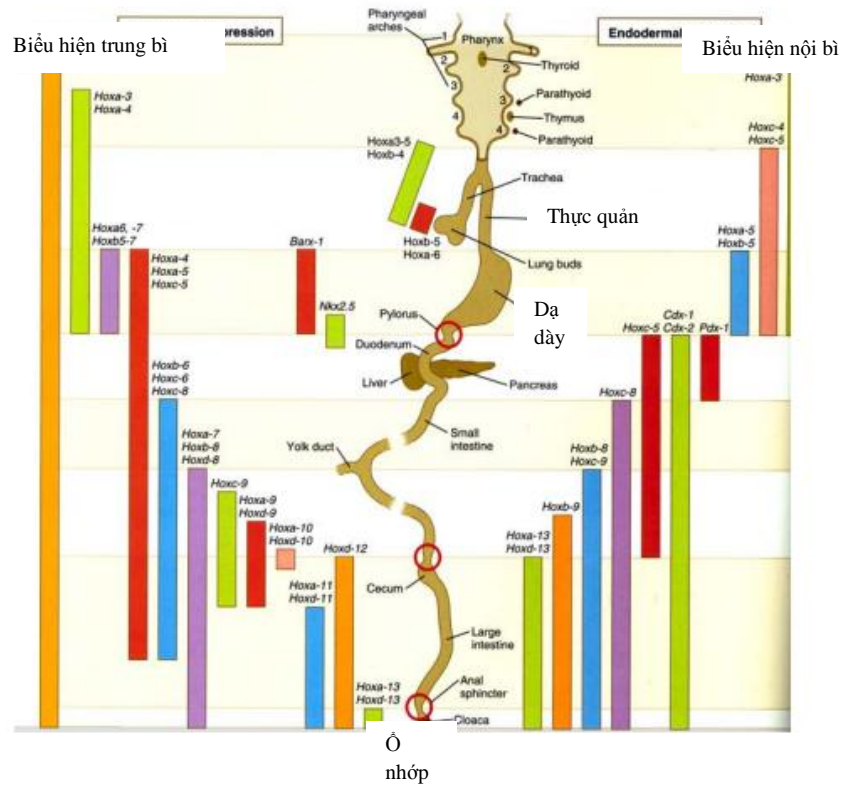 Biểu hiện trung bì
pression
Pharyngeal
arches
Pharynx
Endodermal
Biểu hiện nội bì
1
2
3
4
1
2
3
4
Thyroid
Parathyoid
Thymus
Parathyoid
Hoxa-3
Hoxa-3
Hoxa-4
Hoxc-4
Hoxc-5
Hoxa3-5
Hoxb-4
Trachea
Thực quản
Hoxa6, -7
Hoxb5-7
Hoxa-4
Hoxa-5
Hoxc-5
Barx-1
Hoxb-5
Hoxa-6
Lung buds
Hoxa-5
Hoxb-5
Nkx2.5
Pylorus
Dạ
dày
Duodenum
Hoxc-5
Cdx-1
Cdx-2
Pdx-1
Liver
Pancreas
Hoxb-6
Hoxc-6
Hoxc-8
Hoxc-8
Small
intestine
Hoxa-7
Hoxb-8
Hoxd-8
Yolk duct
Hoxb-8
Hoxc-9
Hoxc-9
Hoxa-9
Hoxd-9
Hoxb-9
Hoxa-10
Hoxd-10
Hoxa-13
Hoxd-13
Hoxd-12
Hoxa-11
Hoxd-11
Cecum
Large
intestine
Hoxa-13
Hoxd-13
Anal
sphincter
Cloaca
Ổ
nhớp